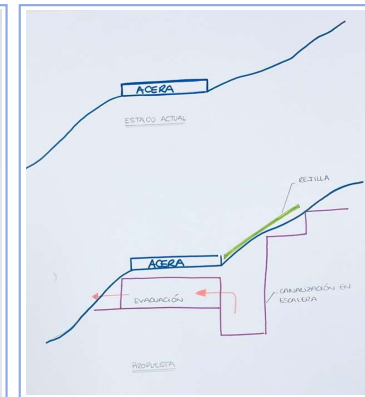 ACERA
ESTADO ACTUAL
REJILLA
ACERA
EVACUACIÓN
CANALIZACIÓN EN
ESCALERA
PROPUESTA